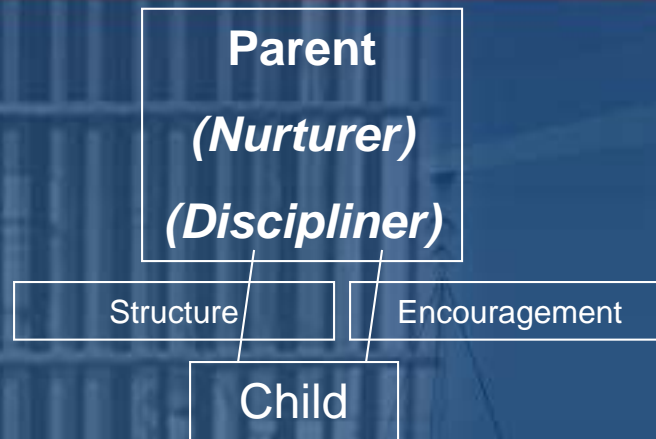 Parent
(Nurturer)
(Discipliner)
Structure Encouragement
Child